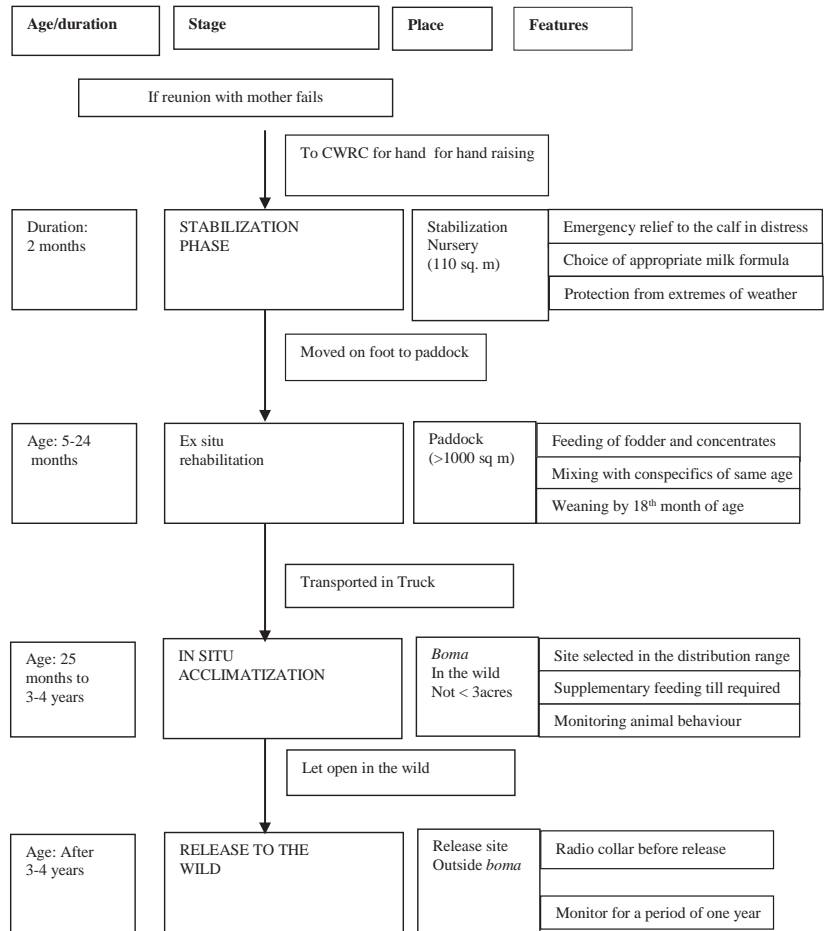 Age/duration
Stage
Place
Features
If reunion with mother fails
To CWRC for hand for hand raising
Duration:
2 months
STABILIZATION
PHASE
Stabilization
Nursery
(110 sq. m)
Emergency relief to the calf in distress
Choice of appropriate milk formula
Protection from extremes of weather
Moved on foot to paddock
Age: 5-24
months
Ex situ
rehabilitation
Paddock
(>1000 sq m)
Feeding of fodder and concentrates
Mixing with conspecifics of same age
Weaning by 18th month of age
Transported in Truck
Age: 25
months to
3-4 years
IN SITU
ACCLIMATIZATION
Boma
In the wild
Not < 3acres
Site selected in the distribution range
Supplementary feeding till required
Monitoring animal behaviour
Let open in the wild
Age: After
3-4 years
RELEASE TO THE
WILD
Release site
Outside boma
Radio collar before release
Monitor for a period of one year